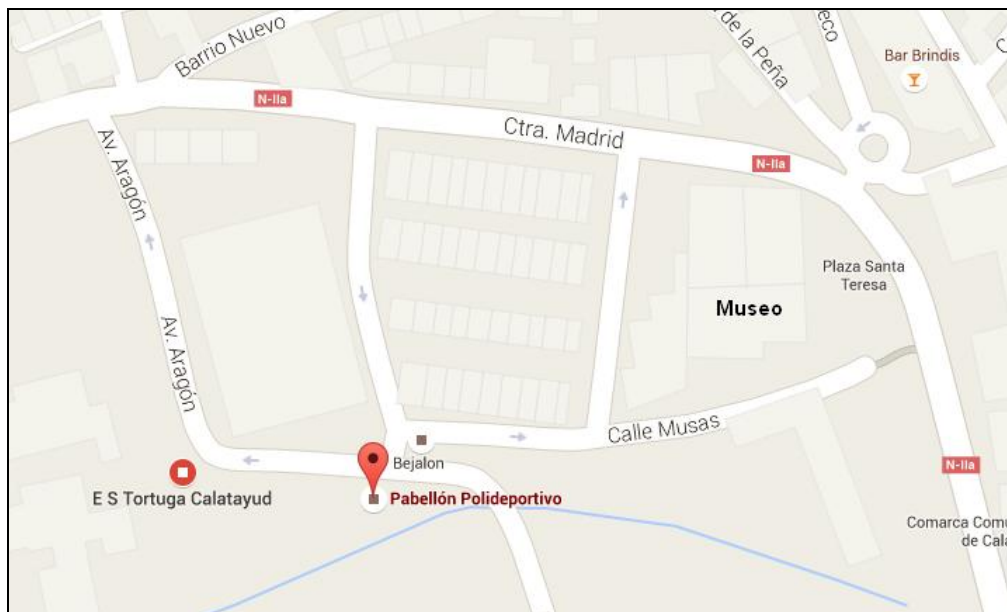 Barrio Nuevo
de la Peña
eco
Bar Brindis
N-IIa
Ctra. Madrid
N-IIa
Av. Aragón
Plaza Santa
Teresa
Museo
Av. Aragón
Calle Musas
Bejalon
N-IIa
E S Tortuga Calatayud
Pabellón Polideportivo
Comarca Comu
de Cala